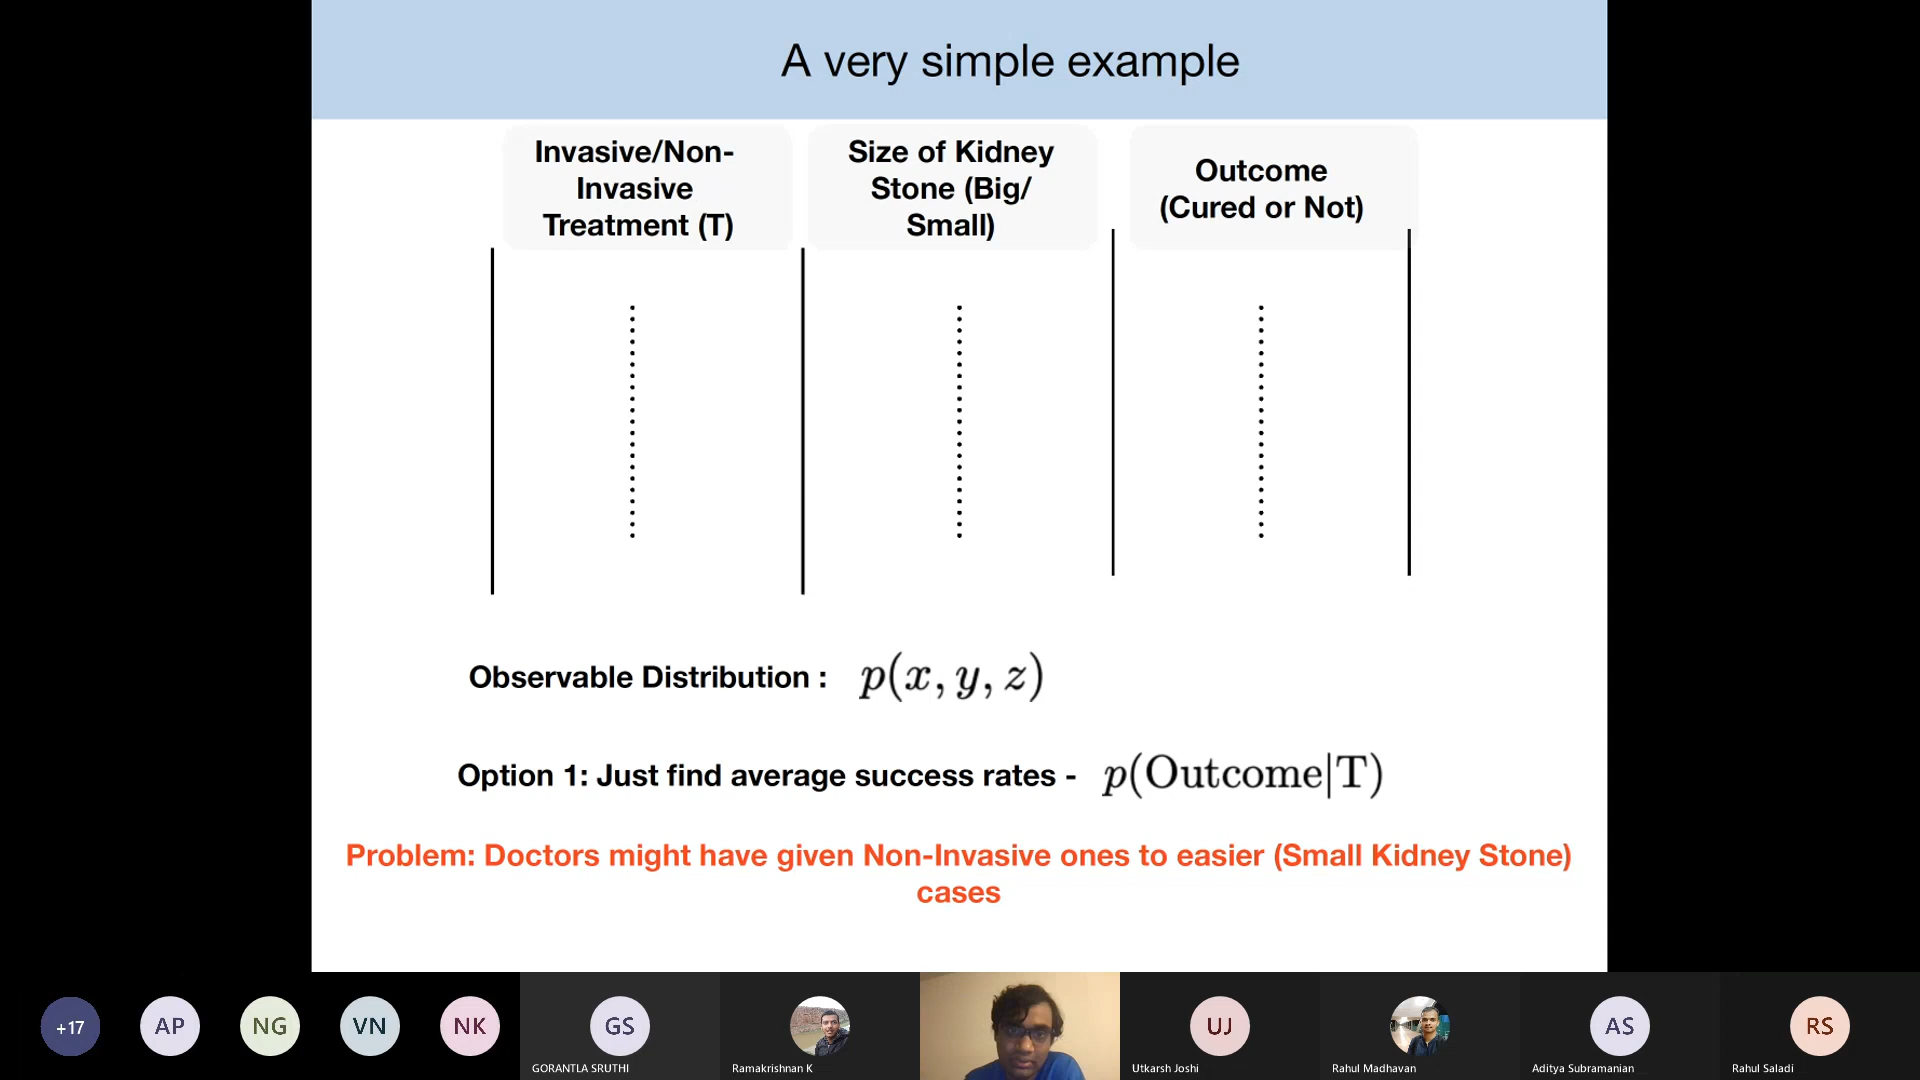 A very simple example
Invasive/Non-
Invasive
Treatment (T)
Size of Kidney
Stone (Big/
Small)
Outcome
(Cured or Not)
Observable Distribution : p(x, y, z)
Option 1: Just find average success rates - p(Outcome|T)
Problem: Doctors might have given Non-Invasive ones to easier (Small Kidney Stone)
cases
+17
AP
NG
VN
NK
GS
GORANTLA SRUTHI
Ramakrishnan K
UJ
Utkarsh Joshi
Rahul Madhavan
AS
Aditya Subramanian
RS
Rahul Saladi